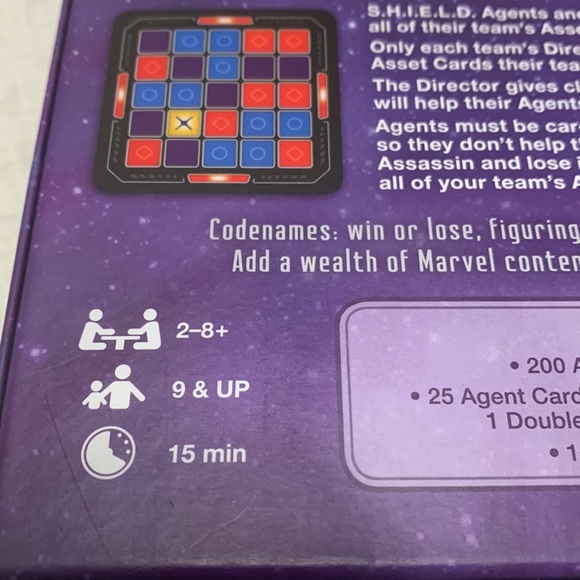 S.H.I.E.L.D. Agents an
all of their team's Ass
Only each team's Dire
Asset Cards their tea
The Director gives cl
will help their Agents
Agents must be car
so they don't help t
Assassin and lose i
all of your team's A
Codenames: win or lose, Figuring
Add a wealth of Marvel conten
2–8+
9 & UP
15 min
• 200 A
• 25 Agent Card
1 Double
• 1